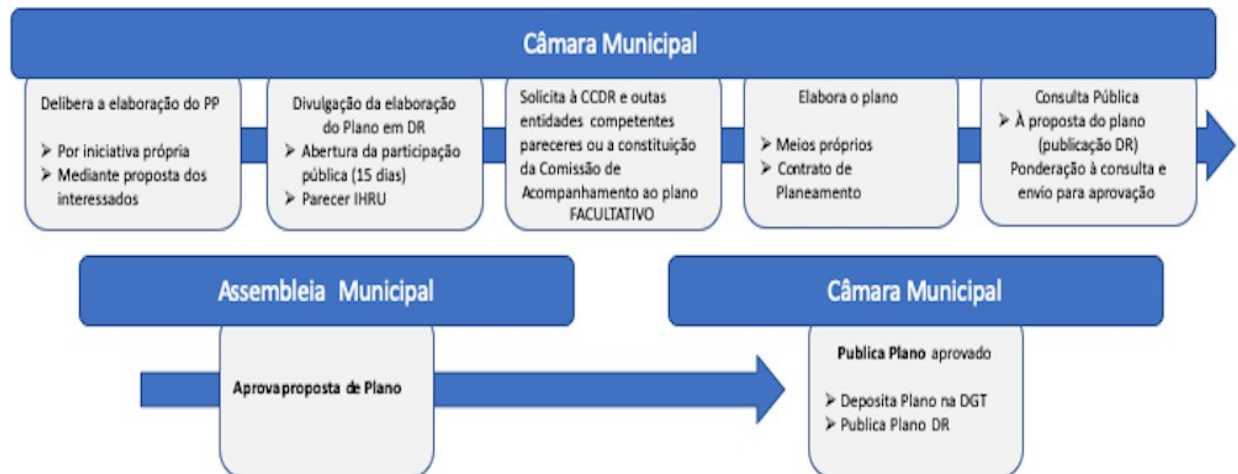 Câmara Municipal
Delibera a elaboração do PP
➢ Por iniciativa própria
➢ Mediante proposta dos
interessados
Divulgação da elaboração
do Plano em DR
➢ Abertura da participação
pública (15 dias)
➢ Parecer IHRU
Solicita à CCDR e outas
entidades competentes
pareceres ou a constituição
da Comissão de
Acompanhamento ao plano
FACULTATIVO
Elabora o plano
➢ Meios próprios
➢ Contrato de
Planeamento
Consulta Pública
➢ À proposta do plano
(publicação DR)
Ponderação à consulta e
envio para aprovação
Assembleia Municipal
Aprova proposta de Plano
Câmara Municipal
Publica Plano aprovado
➢ Deposita Plano na DGT
➢ Publica Plano DR